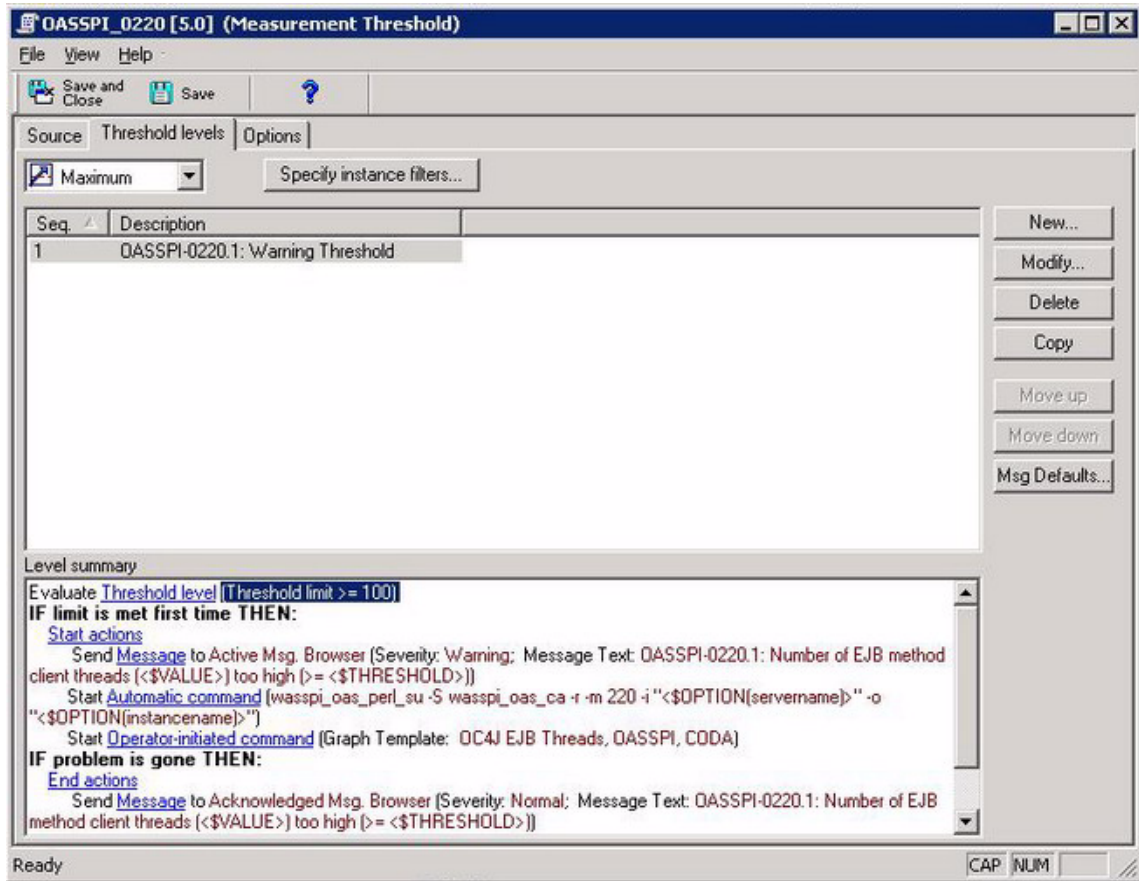 OASSPI_0220 [5.0] (Measurement Threshold)
File View Help
Save and Close Save ?
Source Threshold levels Options
Maximum Specify instance filters...
Seq. Description
1 OASSPI-0220.1: Warning Threshold
New...
Modify...
Delete
Copy
Move up
Move down
Msg Defaults...
Level summary
Evaluate Threshold level (Threshold limit >= 100)
IF limit is met first time THEN:
Start actions
Send Message to Active Msg. Browser (Severity: Warning; Message Text: OASSPI-0220.1: Number of EJB method
client threads (<$VALUE>) too high (>= <$THRESHOLD>))
Start Automatic command (wasspi_oas_perl_su -S wasspi_oas_ca -r -m 220 -i "<$OPTION(servername)>" -o
"<$OPTION(instancename)>")
Start Operator-initiated command (Graph Template: OC4J EJB Threads, OASSPI, CODA)
IF problem is gone THEN:
End actions
Send Message to Acknowledged Msg. Browser (Severity: Normal; Message Text: OASSPI-0220.1: Number of EJB
method client threads (<$VALUE>) too high (>= <$THRESHOLD>))
Ready CAP NUM